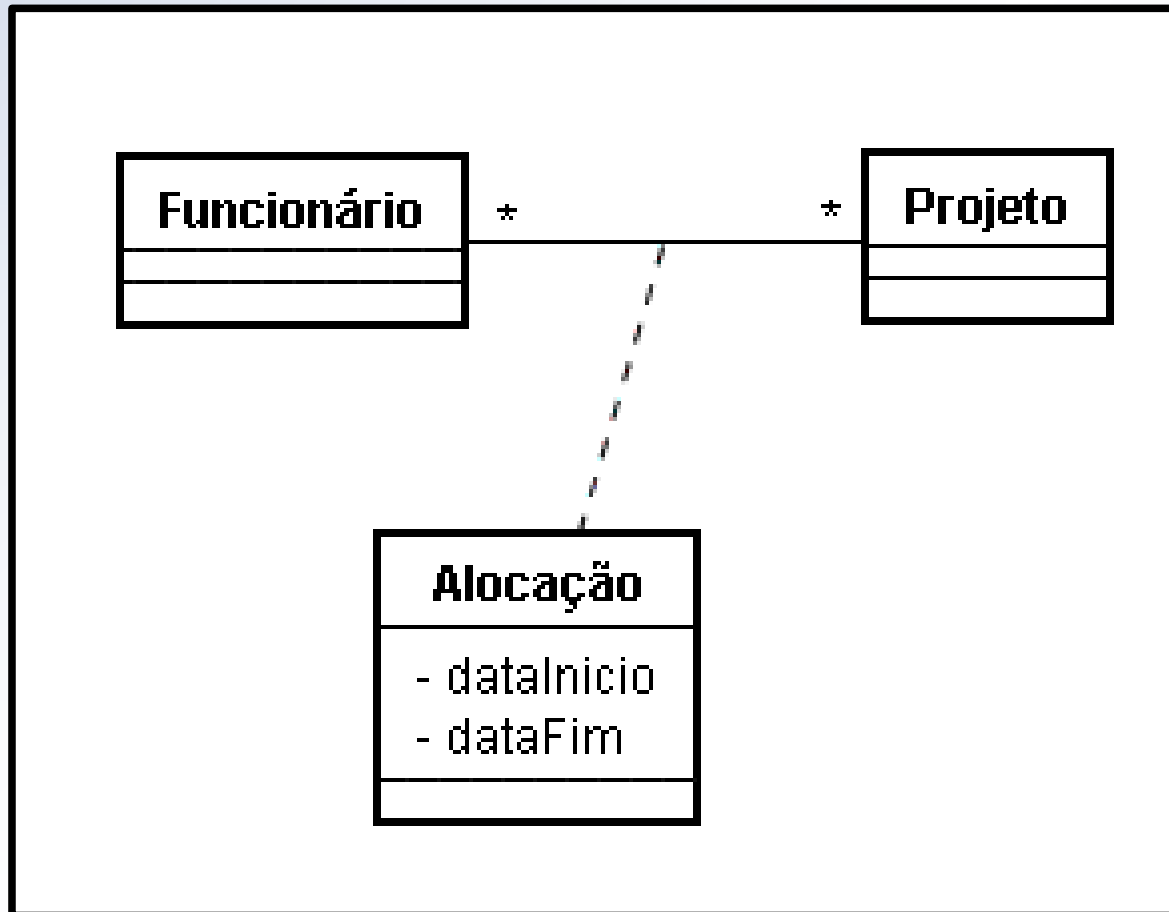 Funcionário
* *
Projeto
Alocação
- dataInicio
- dataFim